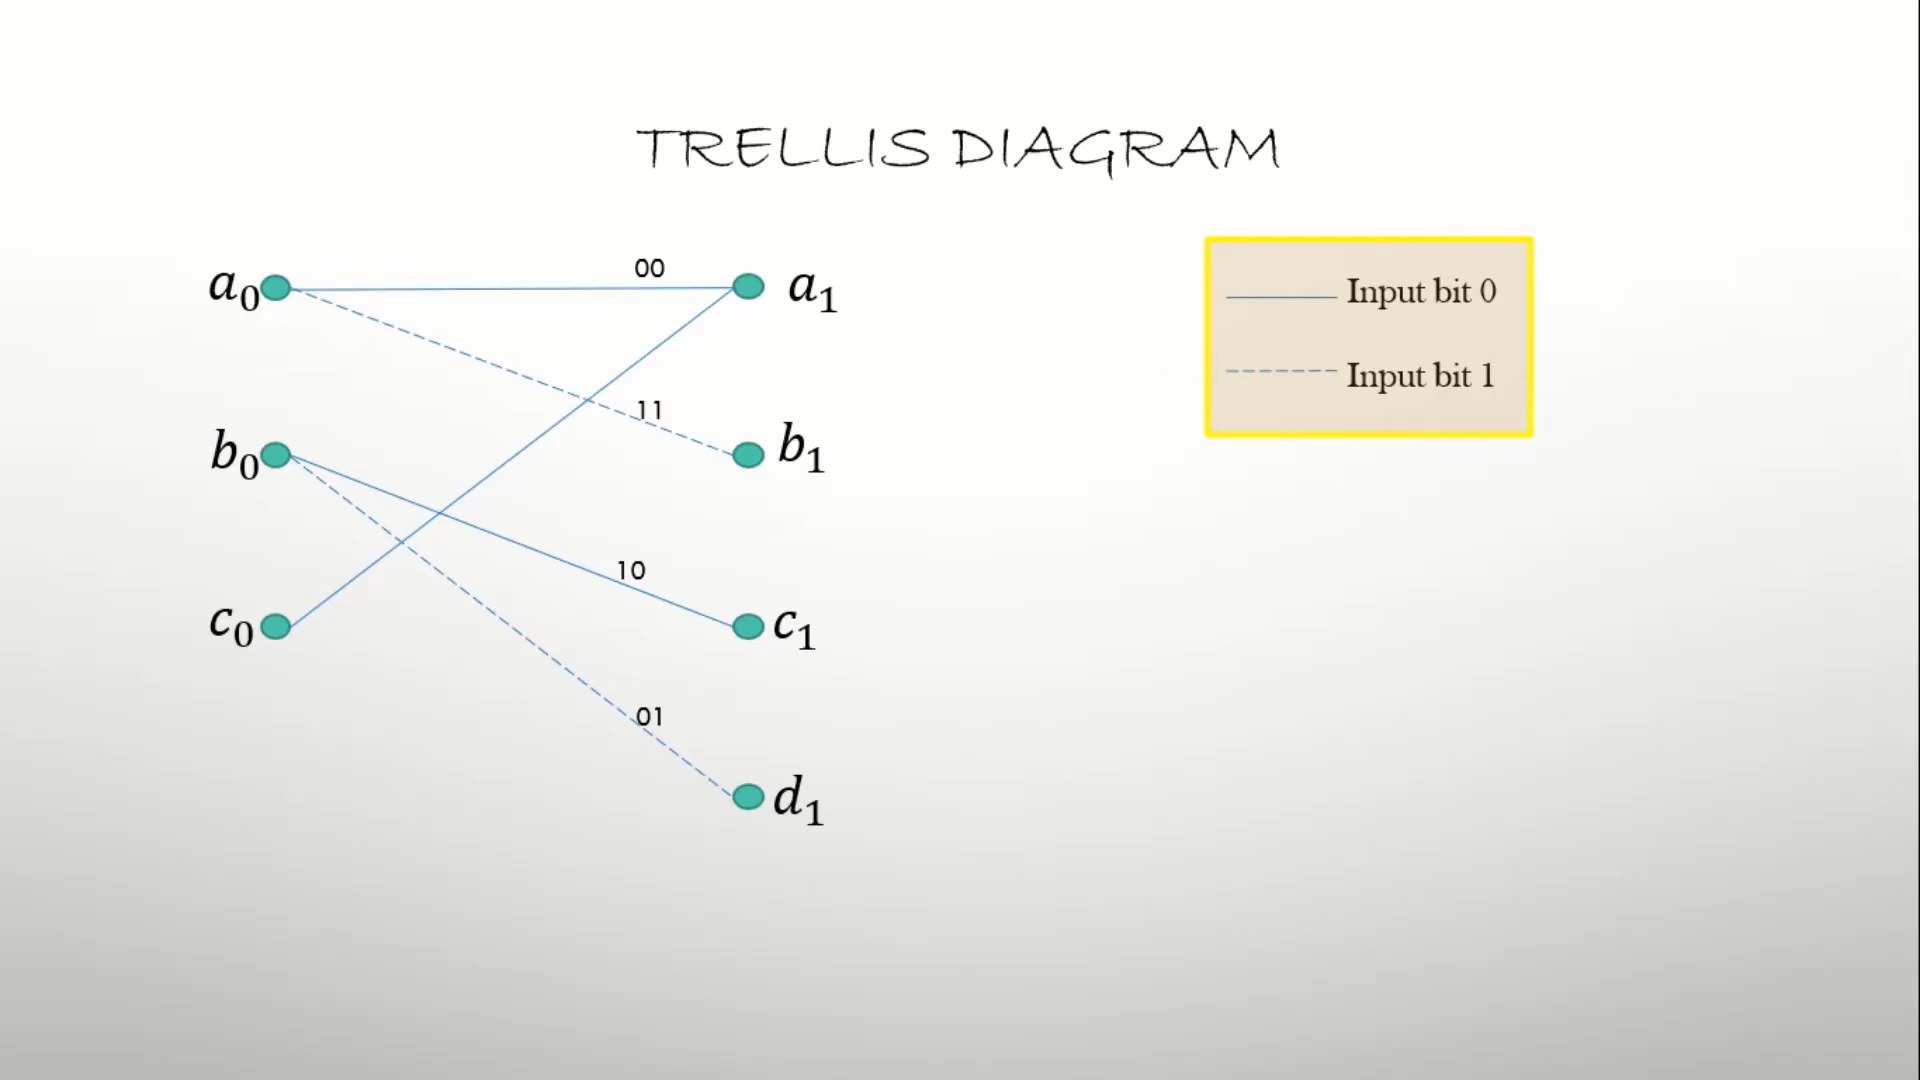 TRELLIS DIAGRAM
a₀
00
a₁
Input bit 0
Input bit 1
11
b₀
b₁
10
c₀
c₁
01
d₁